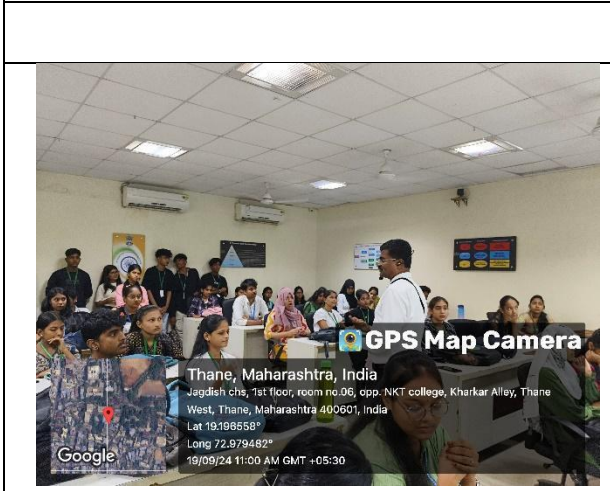 GPS Map Camera
Thane, Maharashtra, India
Jagdish chs, 1st floor, room no.06, opp. NKT college, Kharkar Alley, Thane
West, Thane, Maharashtra 400601, India
Lat 19.196558°
Long 72.979482°
19/09/24 11:00 AM GMT +05:30
Google